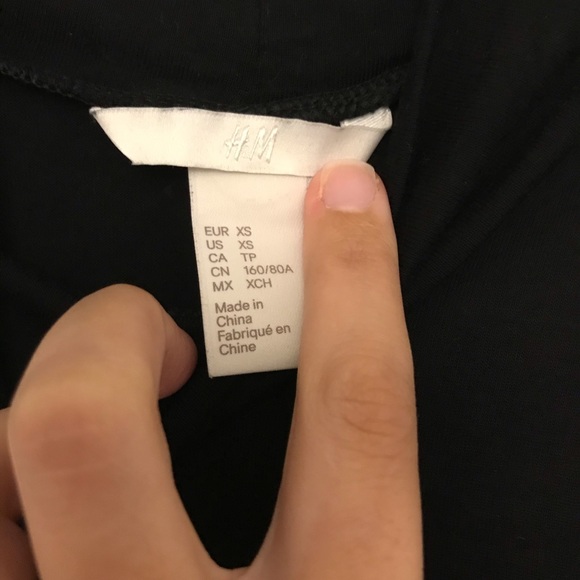 H&M
EUR XS
US XS
CA TP
CN 160/80A
MX XCH
Made in
China
Fabriqué en
Chine